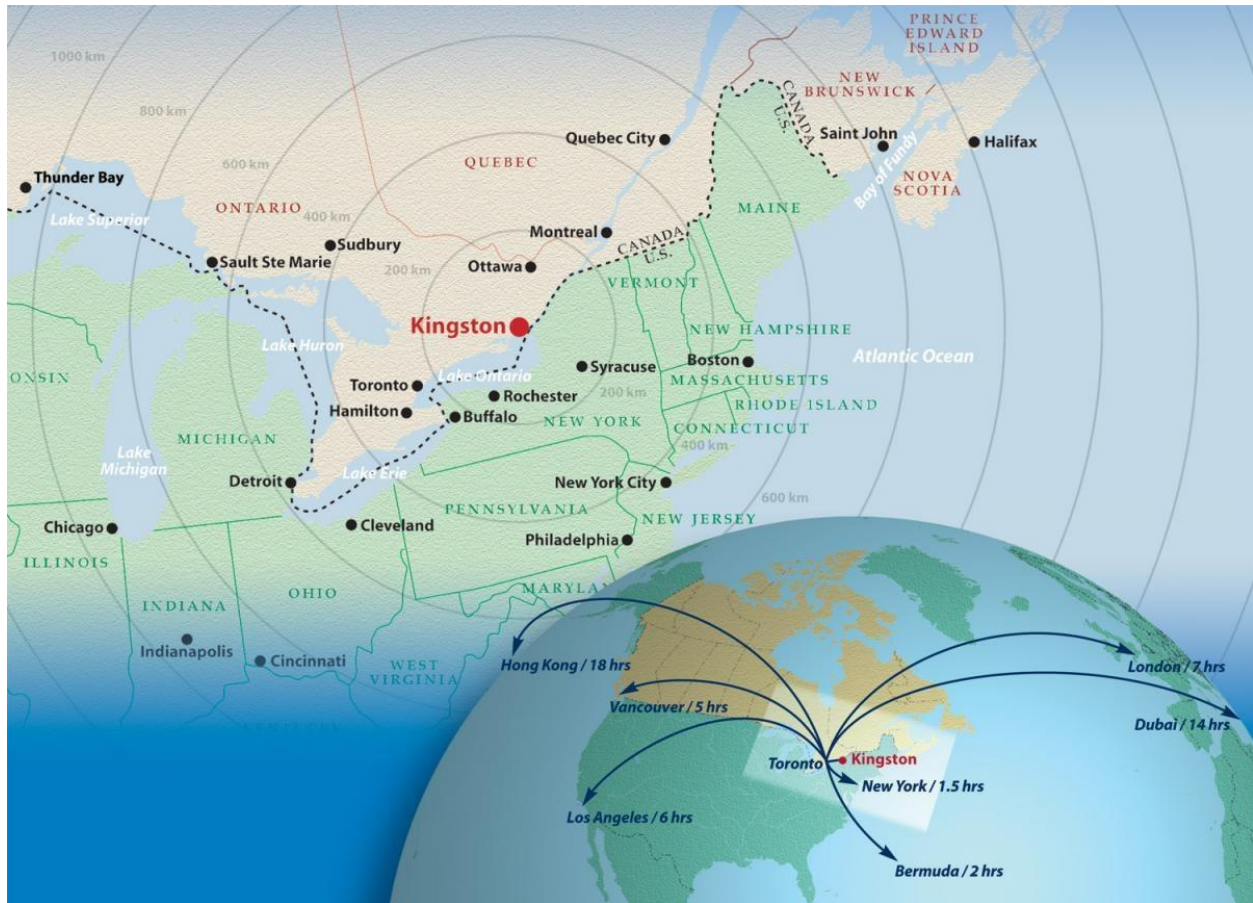 1000 km
800 km
600 km
400 km
200 km
PRINCE
EDWARD
ISLAND
NEW
BRUNSWICK
CANADA
U.S.
Quebec City
Saint John
Halifax
Bay of Fundy
NOVA
SCOTIA
QUEBEC
Thunder Bay
Lake Superior
ONTARIO
MAINE
Sudbury
Montreal
CANADA
U.S.
Sault Ste Marie
Ottawa
VERMONT
Kingston
NEW HAMPSHIRE
Lake Huron
Atlantic Ocean
ONSIN
Syracuse
Boston
Lake Ontario
MASSACHUSETTS
Toronto
Rochester
200 km
RHODE ISLAND
Hamilton
Buffalo
NEW YORK
CONNECTICUT
MICHIGAN
400 km
Lake
Michigan
Lake Erie
Detroit
New York City
600 km
PENNSYLVANIA
NEW JERSEY
Chicago
Cleveland
Philadelphia
ILLINOIS
OHIO
MARYLAN
INDIANA
Indianapolis
Cincinnati
WEST
VIRGINIA
KENTUCKY
Hong Kong / 18 hrs
London / 7 hrs
Vancouver / 5 hrs
Dubai / 14 hrs
Toronto
Kingston
New York / 1.5 hrs
Los Angeles / 6 hrs
Bermuda / 2 hrs